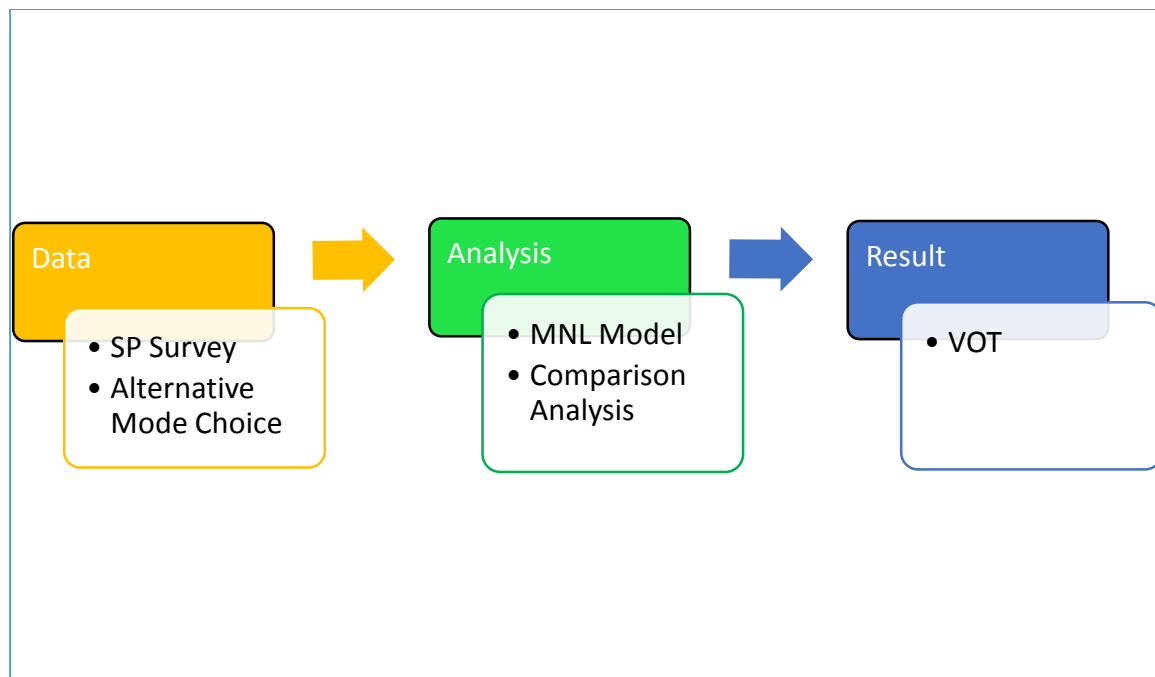 Data
• SP Survey
• Alternative
Mode Choice
Analysis
• MNL Model
• Comparison
Analysis
Result
• VOT